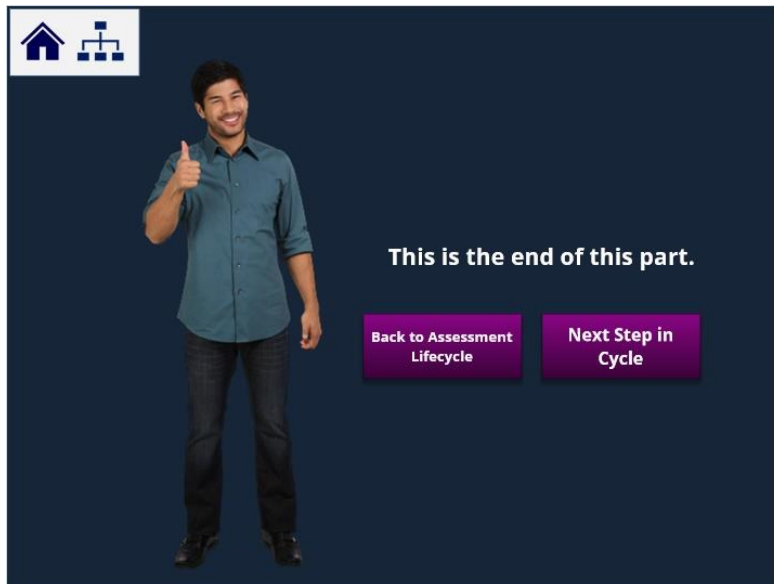 This is the end of this part.
Back to Assessment
Lifecycle
Next Step in
Cycle